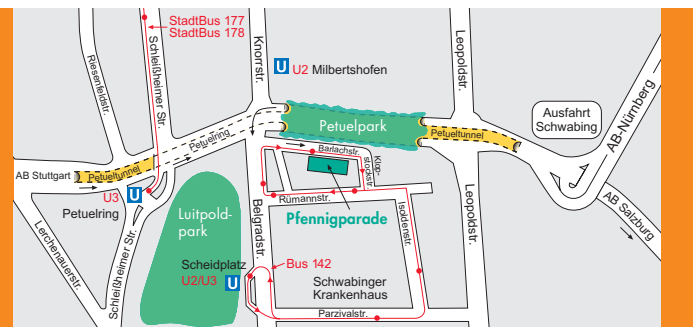 StadtBus 177
StadtBus 178
Riesenfeldstr.
Schleißheimer Str.
Knorrstr.
U
U2 Milbertshofen
Leopoldstr.
Ausfahrt
Schwabing
AB-Nürnberg
Petuelring
Petuelpark
Petueltunnel
Barlachstr.
Klop-
stockstr.
AB Stuttgart
Petueltunnel
U3
U
Petuelring
Rümannstr.
Pfennigparade
Luitpold-
park
Belgradstr.
Isoldenstr.
Leopoldstr.
AB Salzburg
Lerchenauerstr.
Schleißheimer Str.
Scheidplatz
U2/U3
U
Bus 142
Schwabinger
Krankenhaus
Parzivalstr.